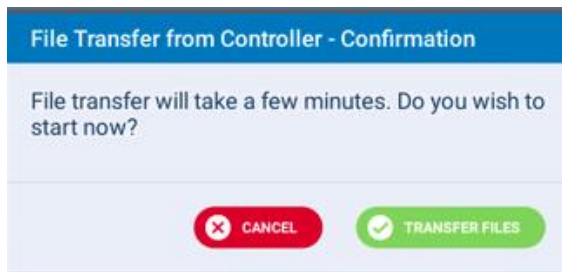 File Transfer from Controller - Confirmation
File transfer will take a few minutes. Do you wish to
start now?
CANCEL
TRANSFER FILES